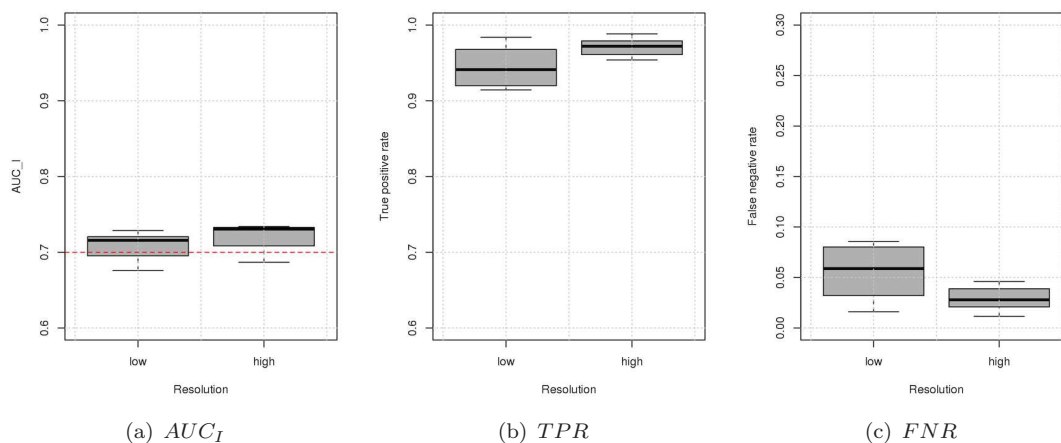 AUC_I
1.0
0.9
0.8
0.7
0.6
low
high
Resolution
(a) AUC_I
True positive rate
1.0
0.9
0.8
0.7
0.6
low
high
Resolution
(b) TPR
False negative rate
0.30
0.25
0.20
0.15
0.10
0.05
0.00
low
high
Resolution
(c) FNR